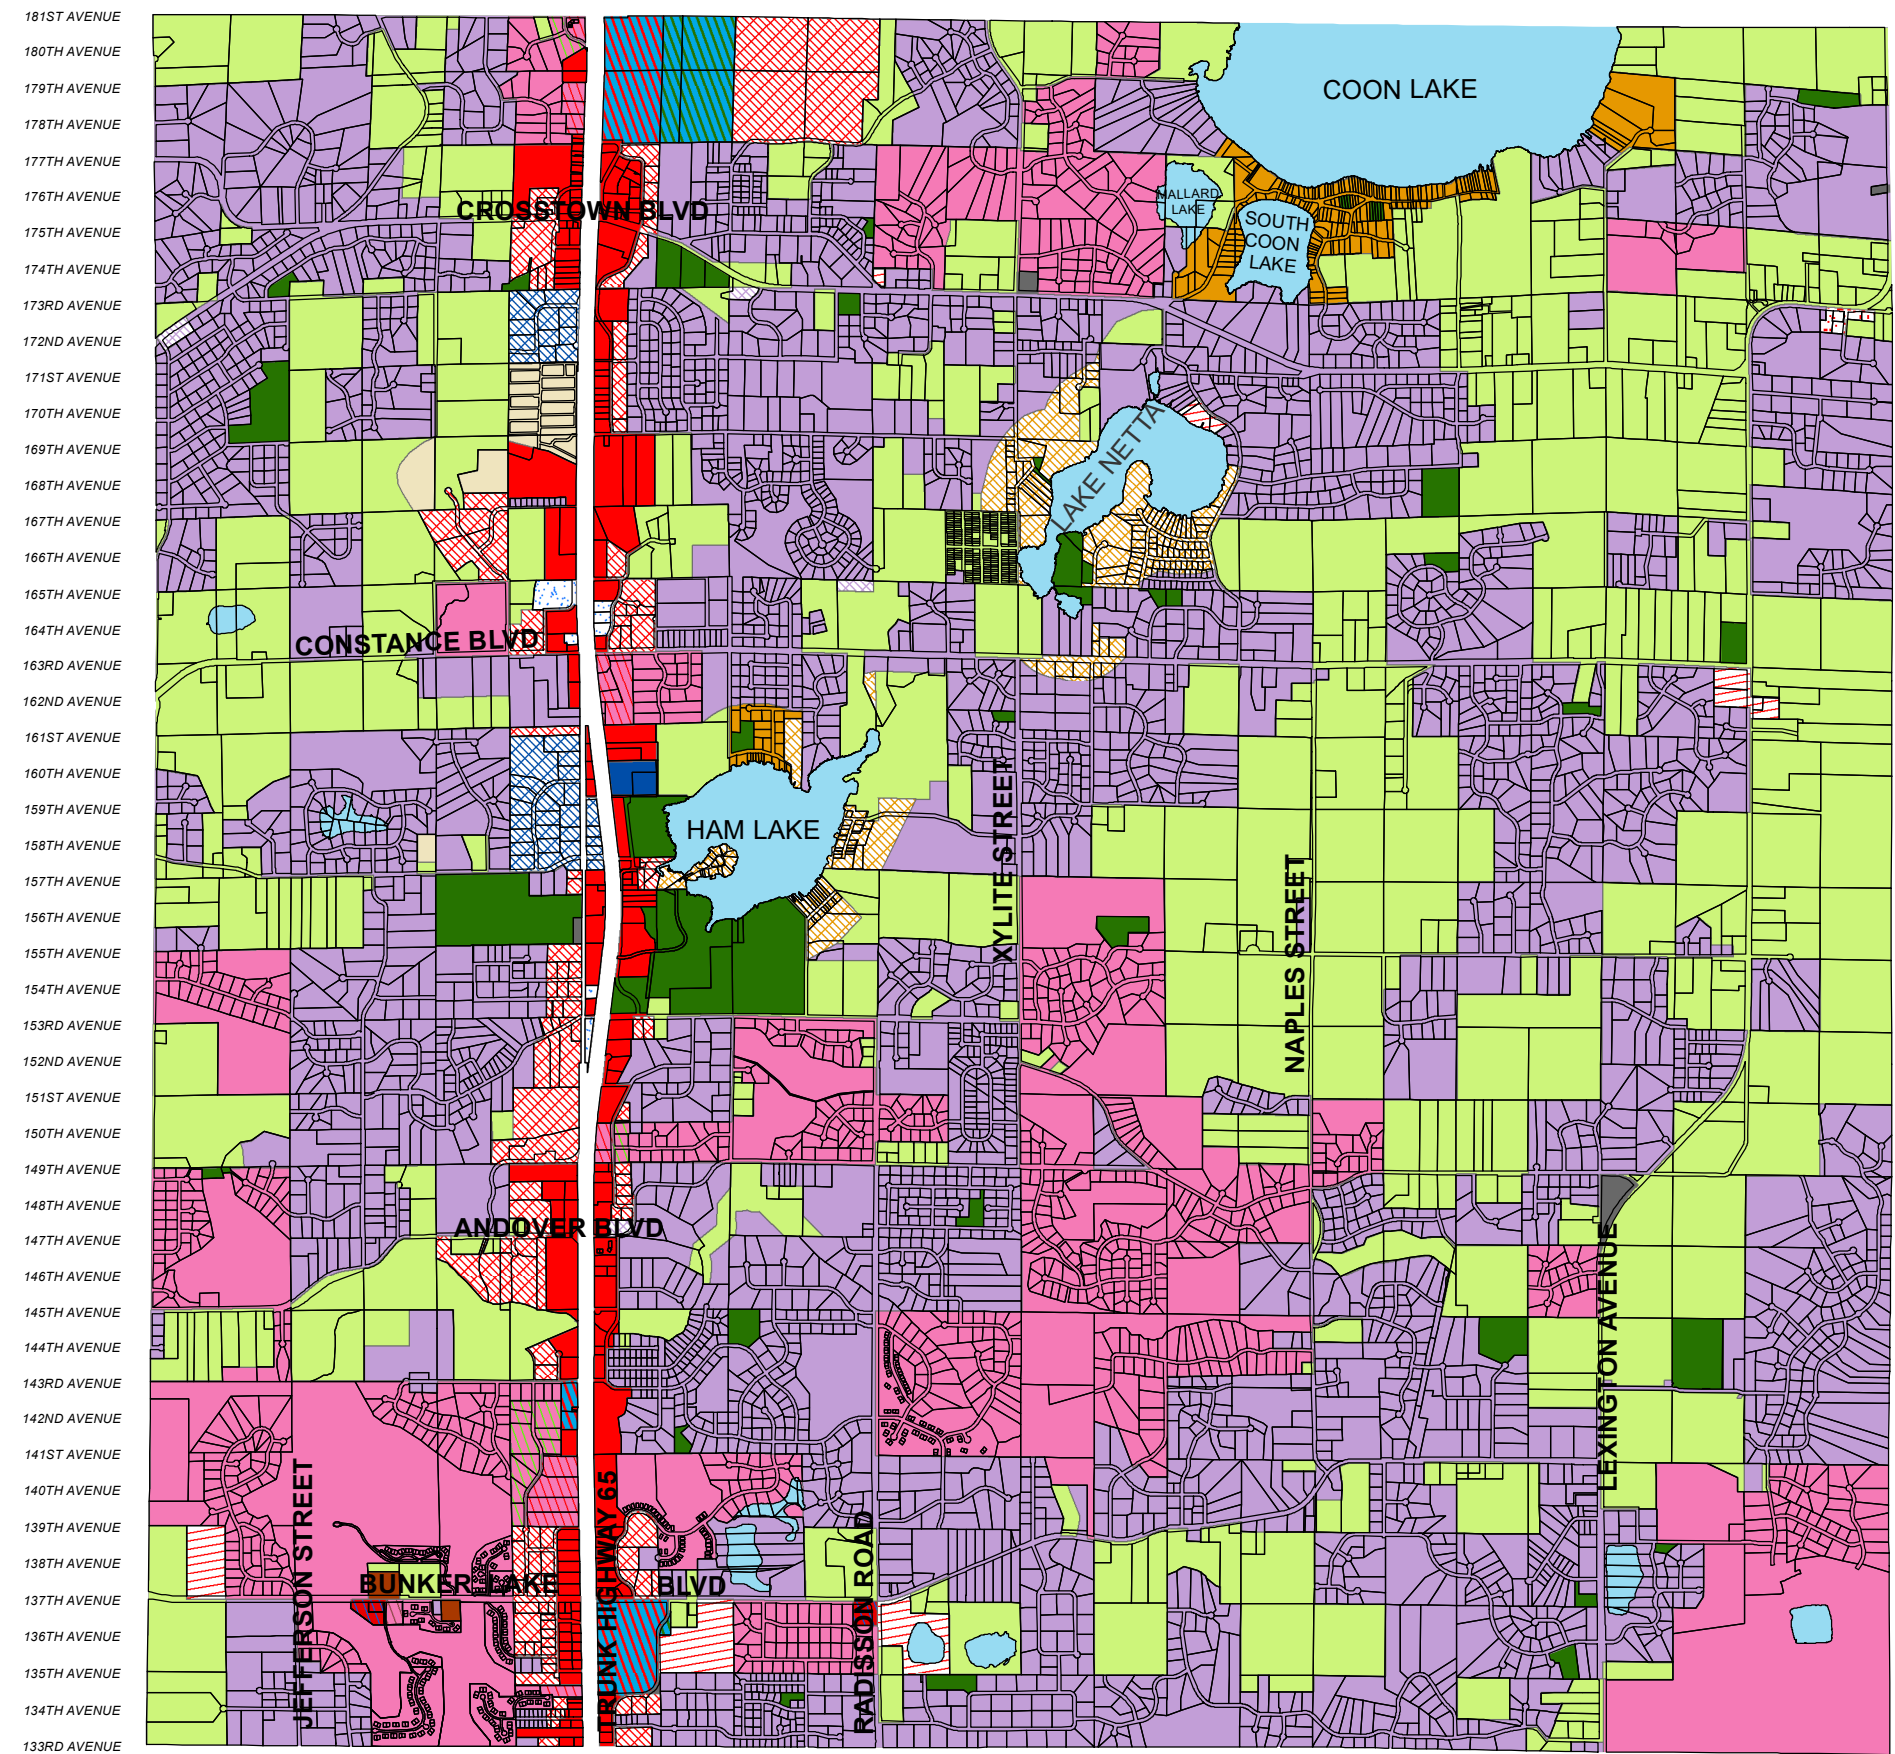 181ST AVENUE
180TH AVENUE
179TH AVENUE
178TH AVENUE
177TH AVENUE
176TH AVENUE
175TH AVENUE
174TH AVENUE
173RD AVENUE
172ND AVENUE
171ST AVENUE
170TH AVENUE
169TH AVENUE
168TH AVENUE
167TH AVENUE
166TH AVENUE
165TH AVENUE
164TH AVENUE
163RD AVENUE
162ND AVENUE
161ST AVENUE
160TH AVENUE
159TH AVENUE
158TH AVENUE
157TH AVENUE
156TH AVENUE
155TH AVENUE
154TH AVENUE
153RD AVENUE
152ND AVENUE
151ST AVENUE
150TH AVENUE
149TH AVENUE
148TH AVENUE
147TH AVENUE
146TH AVENUE
145TH AVENUE
144TH AVENUE
143RD AVENUE
142ND AVENUE
141ST AVENUE
140TH AVENUE
139TH AVENUE
138TH AVENUE
137TH AVENUE
136TH AVENUE
135TH AVENUE
134TH AVENUE
133RD AVENUE
COON LAKE
MALLARD
LAKE
CROSSTOWN BLVD
SOUTH
COON
LAKE
LAKE NETTA
CONSTANCE BLVD
HAM LAKE
XYLITE STREET
NAPLES STREET
ANDOVER BLVD
LEXINGTON AVENUE
JEFFERSON STREET
TRUNK HIGHWAY 65
RADISSON ROAD
BUNKER LAKE BLVD